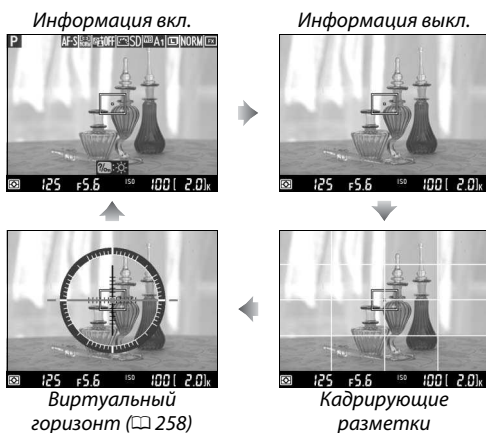 Информация вкл.
Информация выкл.
P AF-S OFF SD A1 L NORM FX
125 F5.6 ISO 100 [ 2.0]K
125 F5.6 ISO 100 [ 2.0]K
125 F5.6 ISO 100 [ 2.0]K
125 F5.6 ISO 100 [ 2.0]K
Виртуальный
горизонт (258)
Кадрирующие
разметки